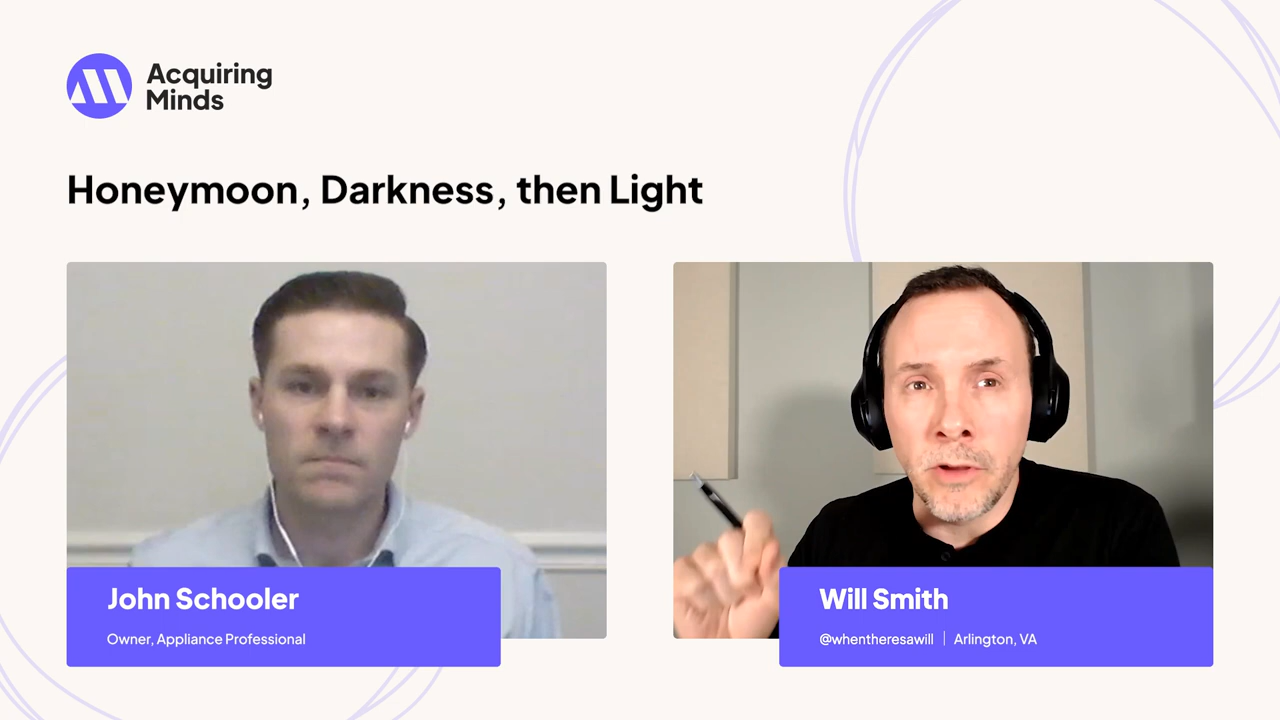 Acquiring
Minds
Honeymoon, Darkness, then Light
John Schooler
Owner, Appliance Professional
Will Smith
@whentheresawill | Arlington, VA